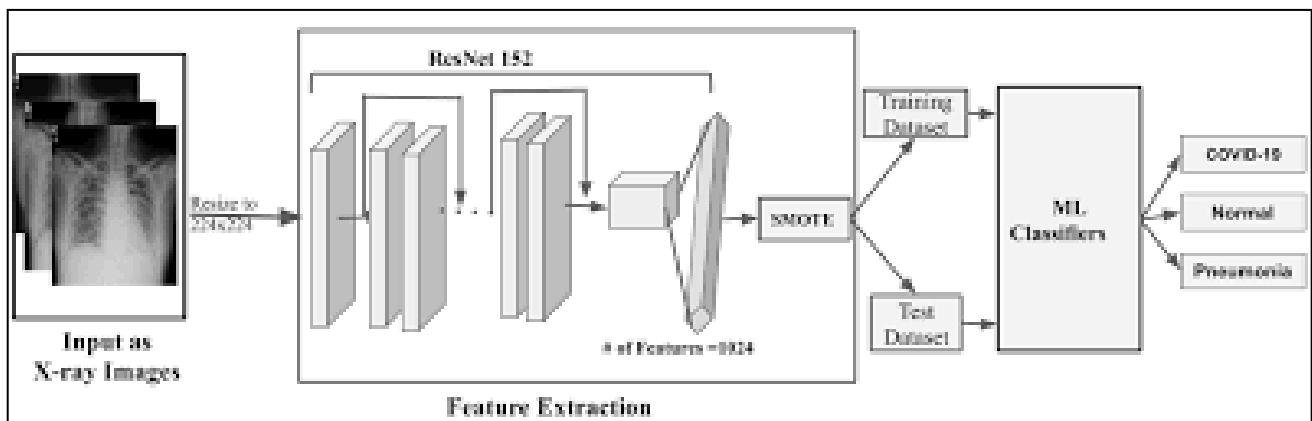 Input as
X-ray Images
Resize to
224x224
ResNet 152
# of Features =1024
SMOTE
Feature Extraction
Training
Dataset
Test
Dataset
ML
Classifiers
COVID-19
Normal
Pneumonia